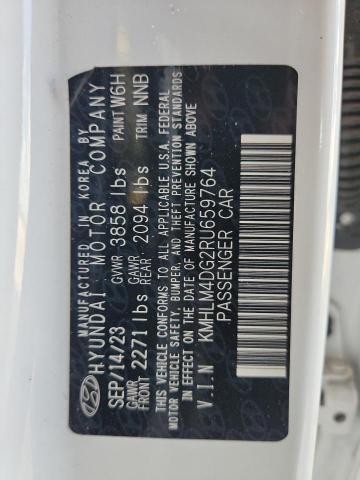 MANUFACTURED IN KOREA BY
HYUNDAI MOTOR COMPANY
SEP/14/23 GVWR 3858 lbs PAINT W6H
GAWR FRONT 2271 lbs GAWR REAR 2094 lbs TRIM NNB
THIS VEHICLE CONFORMS TO ALL APPLICABLE U.S.A. FEDERAL
MOTOR VEHICLE SAFETY, BUMPER, AND THEFT PREVENTION STANDARDS
IN EFFECT ON THE DATE OF MANUFACTURE SHOWN ABOVE
V.I.N KMHLM4DG2RU659764
PASSENGER CAR